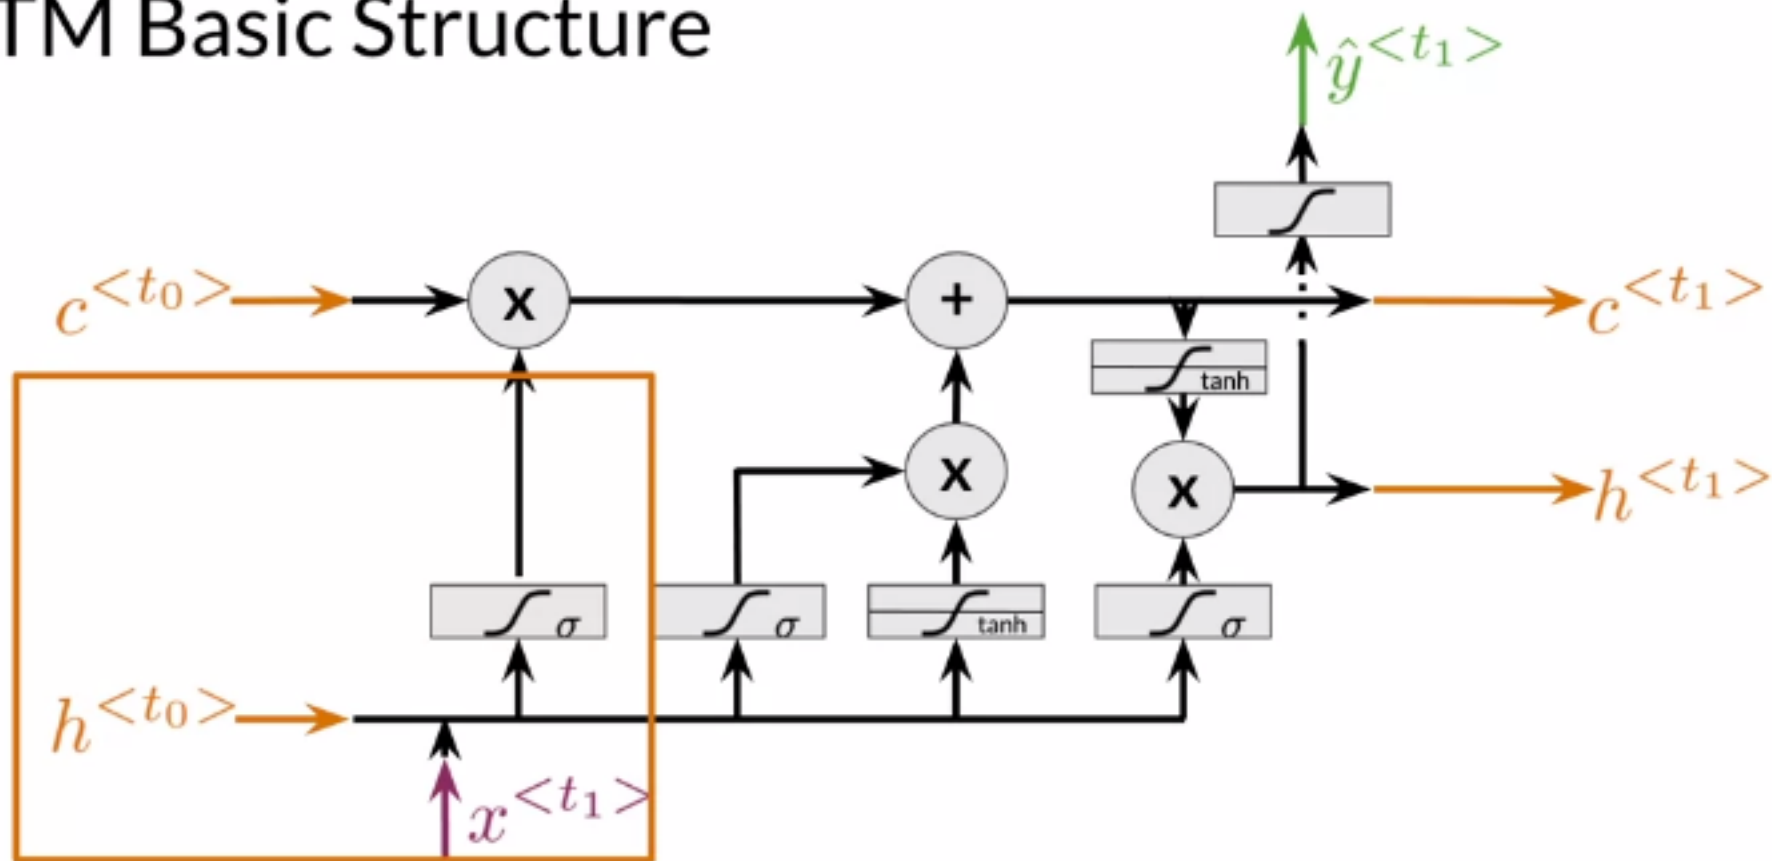 TM Basic Structure
ŷ<t₁>
c<t₀>
x
+
c<t₁>
tanh
x
x
h<t₁>
σ
σ
tanh
σ
h<t₀>
x<t₁>